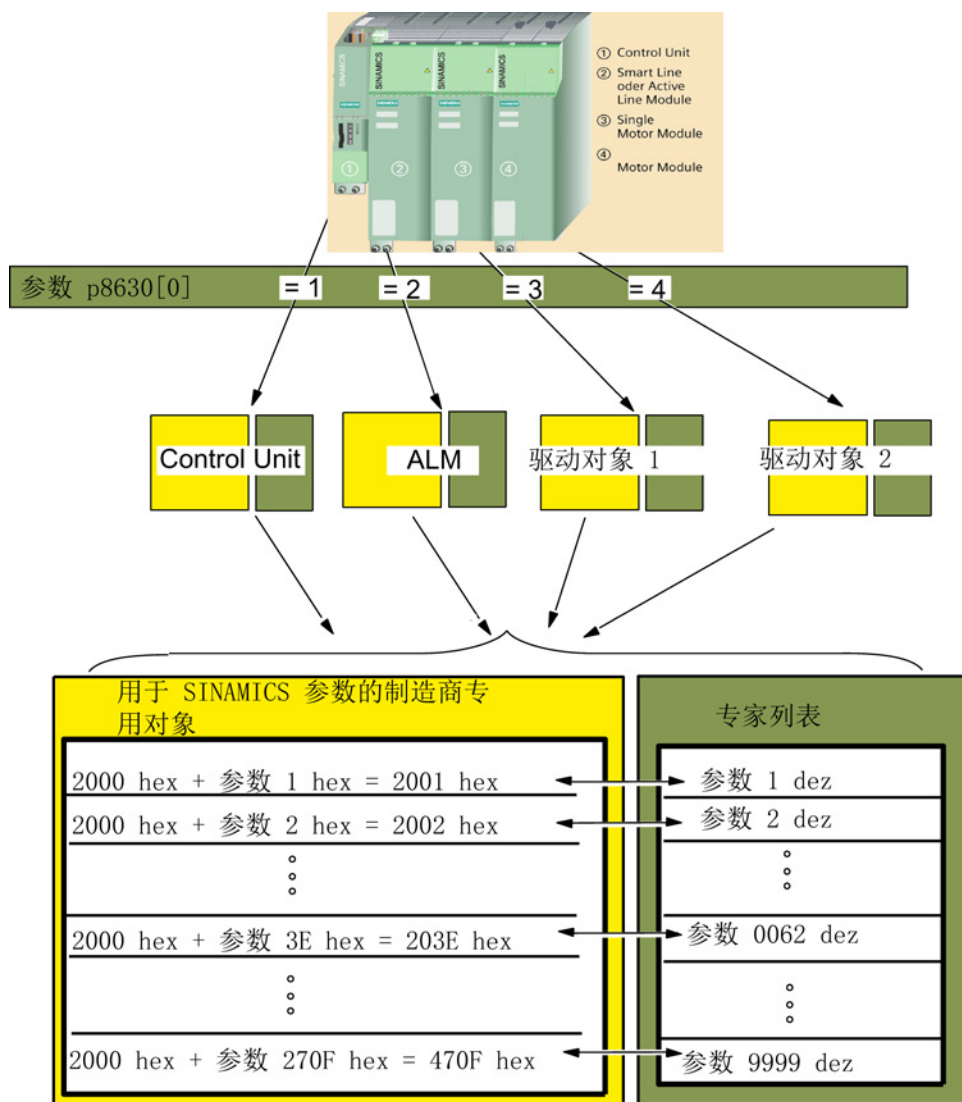 ① Control Unit
② Smart Line
oder Active
Line Module
③ Single
Motor Module
④
Motor Module
SINAMICS
SINAMICS
SINAMICS
SINAMICS
SIEMENS
SIEMENS
SIEMENS
① ② ③ ④
参数 p8630[0] = 1 = 2 = 3 = 4
Control Unit ALM 驱动对象 1 驱动对象 2
用于 SINAMICS 参数的制造商专
用对象
专家列表
2000 hex + 参数 1 hex = 2001 hex 参数 1 dez
2000 hex + 参数 2 hex = 2002 hex 参数 2 dez
2000 hex + 参数 3E hex = 203E hex 参数 0062 dez
2000 hex + 参数 270F hex = 470F hex 参数 9999 dez